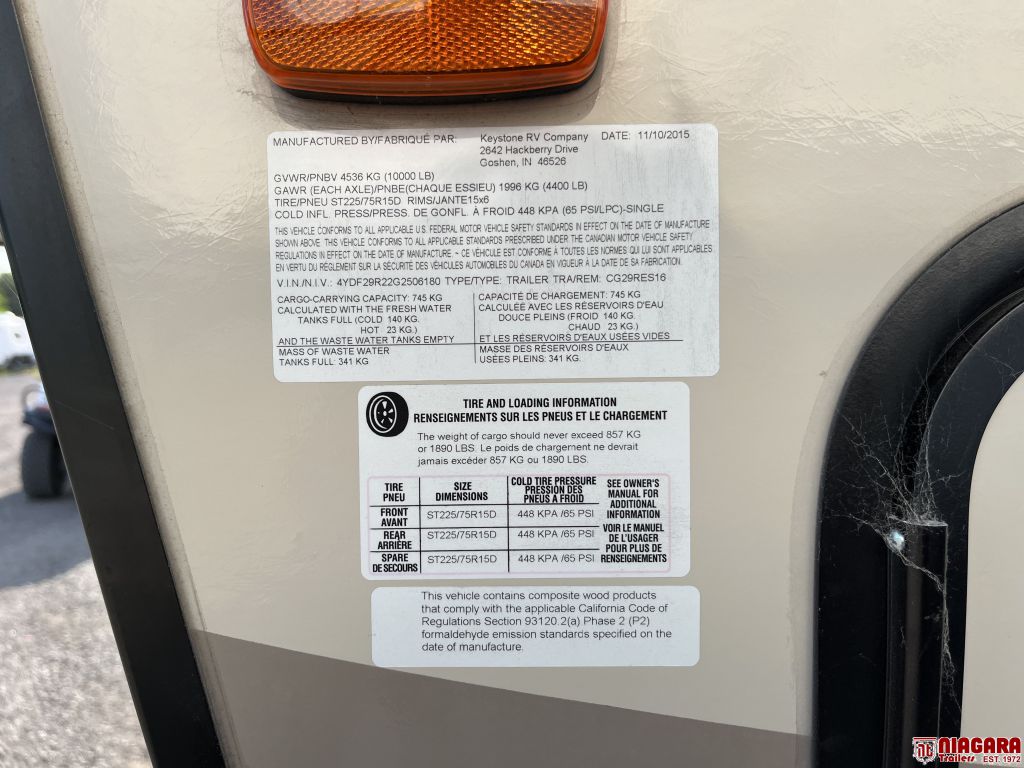 MANUFACTURED BY/FABRIQUÉ PAR: Keystone RV Company DATE: 11/10/2015
2642 Hackberry Drive
Goshen, IN 46526
GVWR/PNBV 4536 KG (10000 LB)
GAWR (EACH AXLE)/PNBE(CHAQUE ESSIEU) 1996 KG (4400 LB)
TIRE/PNEU ST225/75R15D RIMS/JANTE15x6
COLD INFL. PRESS/PRESS. DE GONFL. À FROID 448 KPA (65 PSI/LPC)-SINGLE
THIS VEHICLE CONFORMS TO ALL APPLICABLE U.S. FEDERAL MOTOR VEHICLE SAFETY STANDARDS IN EFFECT ON THE DATE OF MANUFACTURE
SHOWN ABOVE. THIS VEHICLE CONFORMS TO ALL APPLICABLE STANDARDS PRESCRIBED UNDER THE CANADIAN MOTOR VEHICLE SAFETY
REGULATIONS IN EFFECT ON THE DATE OF MANUFACTURE. ~ CE VEHICULE EST CONFORME À TOUTES LES NORMES QUI LUI SONT APPLICABLES
EN VERTU DU RÈGLEMENT SUR LA SÉCURITÉ DES VÉHICULES AUTOMOBILES DU CANADA EN VIGUEUR À LA DATE DE SA FABRICATION.
V.I.N./N.I.V.: 4YDF29R22G2506180 TYPE/TYPE: TRAILER TRA/REM: CG29RES16
CARGO-CARRYING CAPACITY: 745 KG
CALCULATED WITH THE FRESH WATER
TANKS FULL (COLD 140 KG.
HOT 23 KG.)
AND THE WASTE WATER TANKS EMPTY
MASS OF WASTE WATER
TANKS FULL: 341 KG
CAPACITÉ DE CHARGEMENT: 745 KG
CALCULÉE AVEC LES RÉSERVOIRS D'EAU
DOUCE PLEINS (FROID 140 KG.
CHAUD 23 KG.)
ET LES RÉSERVOIRS D'EAU USÉES VIDES
MASSE DES RÉSERVOIRS D'EAUX
USÉES PLEINS: 341 KG.
TIRE AND LOADING INFORMATION
RENSEIGNEMENTS SUR LES PNEUS ET LE CHARGEMENT
The weight of cargo should never exceed 857 KG
or 1890 LBS. Le poids de chargement ne devrait
jamais excéder 857 KG ou 1890 LBS.
TIRE
PNEU
SIZE
DIMENSIONS
COLD TIRE PRESSURE
PRESSION DES
PNEUS A FROID
FRONT
AVANT
ST225/75R15D
448 KPA /65 PSI
REAR
ARRIÈRE
ST225/75R15D
448 KPA /65 PSI
SPARE
DE SECOURS
ST225/75R15D
448 KPA /65 PSI
SEE OWNER'S
MANUAL FOR
ADDITIONAL
INFORMATION
VOIR LE MANUEL
DE L'USAGER
POUR PLUS DE
RENSEIGNEMENTS
This vehicle contains composite wood products
that comply with the applicable California Code of
Regulations Section 93120.2(a) Phase 2 (P2)
formaldehyde emission standards specified on the
date of manufacture.
NIAGARA
Trailers EST. 1972